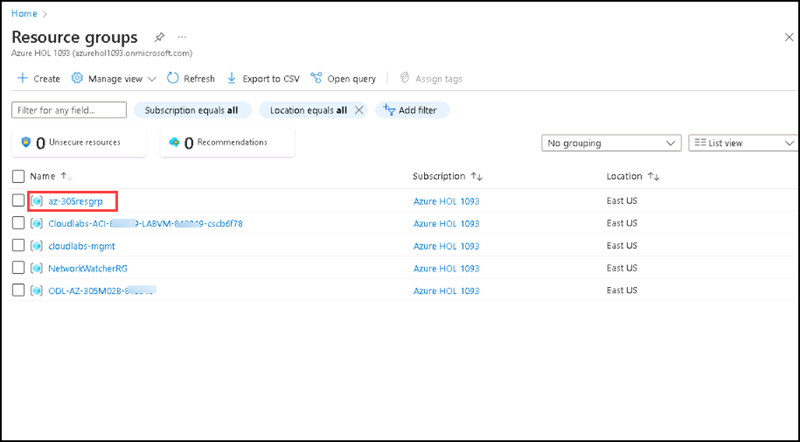 Home >
Resource groups
Azure HOL 1093 (azurehol1093.onmicrosoft.com)
Create Manage view Refresh Export to CSV Open query Assign tags
Filter for any field... Subscription equals all Location equals all Add filter
0 Unsecure resources 0 Recommendations No grouping List view
Name Subscription Location
az-305resgrp Azure HOL 1093 East US
Cloudlabs-ACI- -LABVM- -cscb6f78 Azure HOL 1093 East US
cloudlabs-mgmt Azure HOL 1093 East US
NetworkWatcherRG Azure HOL 1093 East US
ODL-AZ-305M02B- Azure HOL 1093 East US